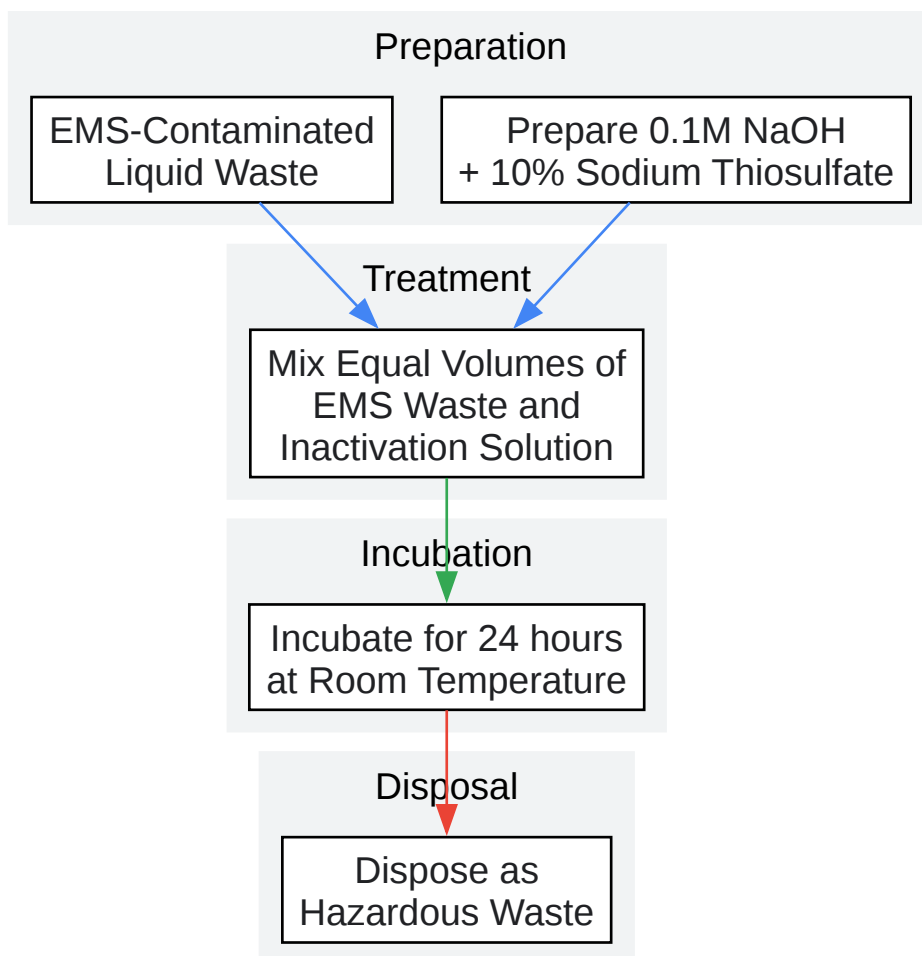 Preparation
EMS-Contaminated
Liquid Waste
Prepare 0.1M NaOH
+ 10% Sodium Thiosulfate
Treatment
Mix Equal Volumes of
EMS Waste and
Inactivation Solution
Incubation
Incubate for 24 hours
at Room Temperature
Disposal
Dispose as
Hazardous Waste